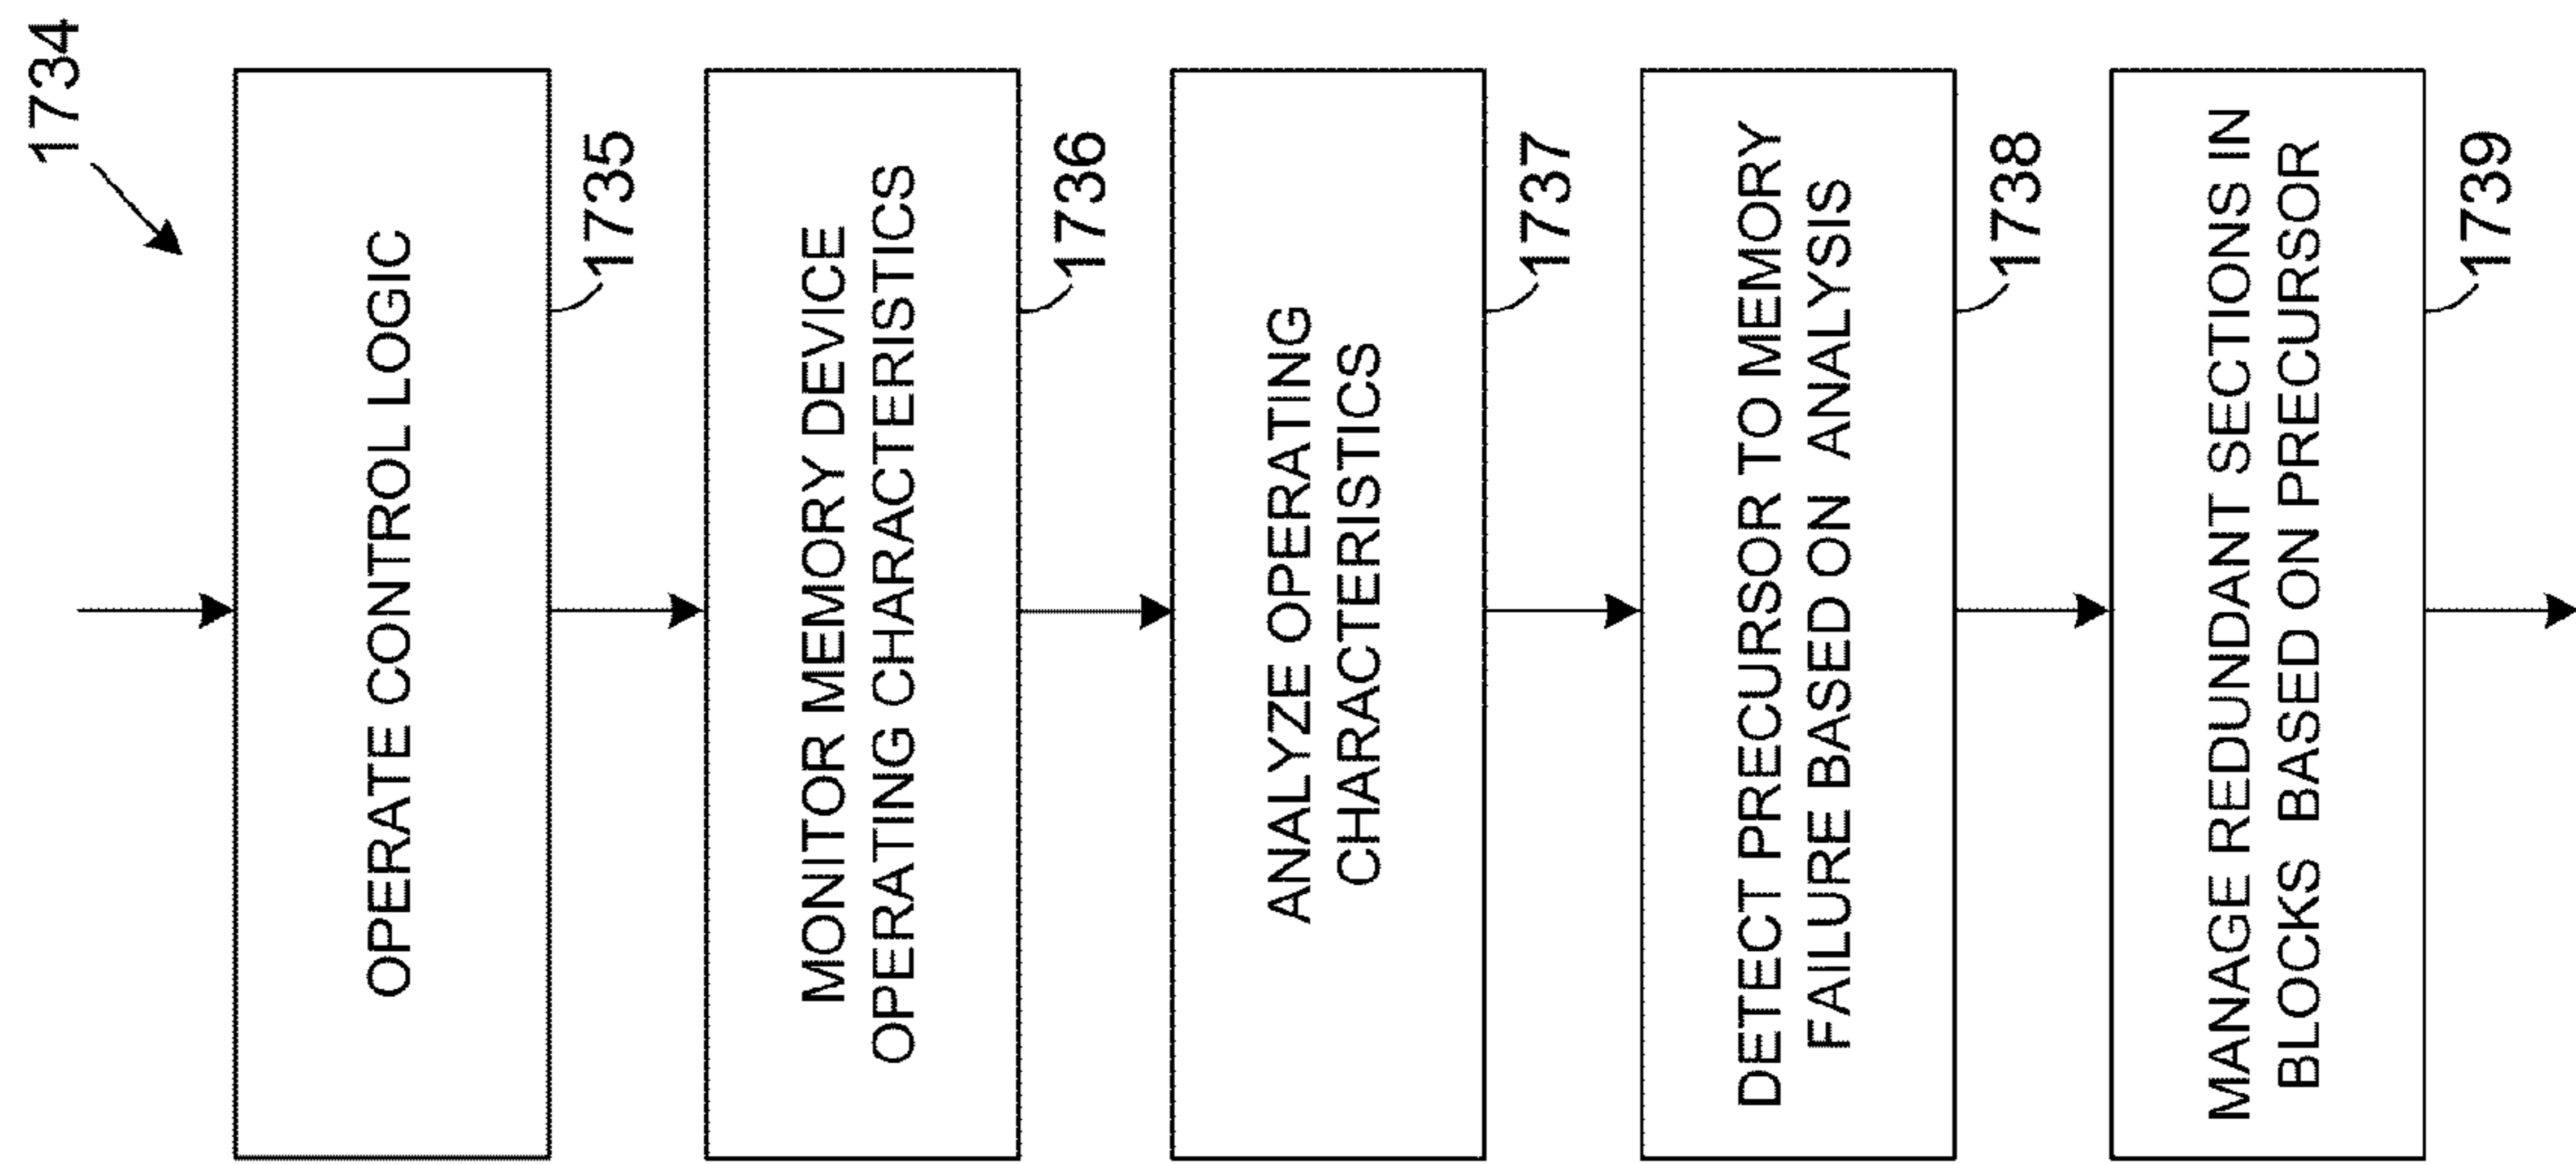 1734
OPERATE CONTROL LOGIC
1735
MONITOR MEMORY DEVICE
OPERATING CHARACTERISTICS
1736
ANALYZE OPERATING
CHARACTERISTICS
1737
DETECT PRECURSOR TO MEMORY
FAILURE BASED ON ANALYSIS
1738
MANAGE REDUNDANT SECTIONS IN
BLOCKS BASED ON PRECURSOR
1739